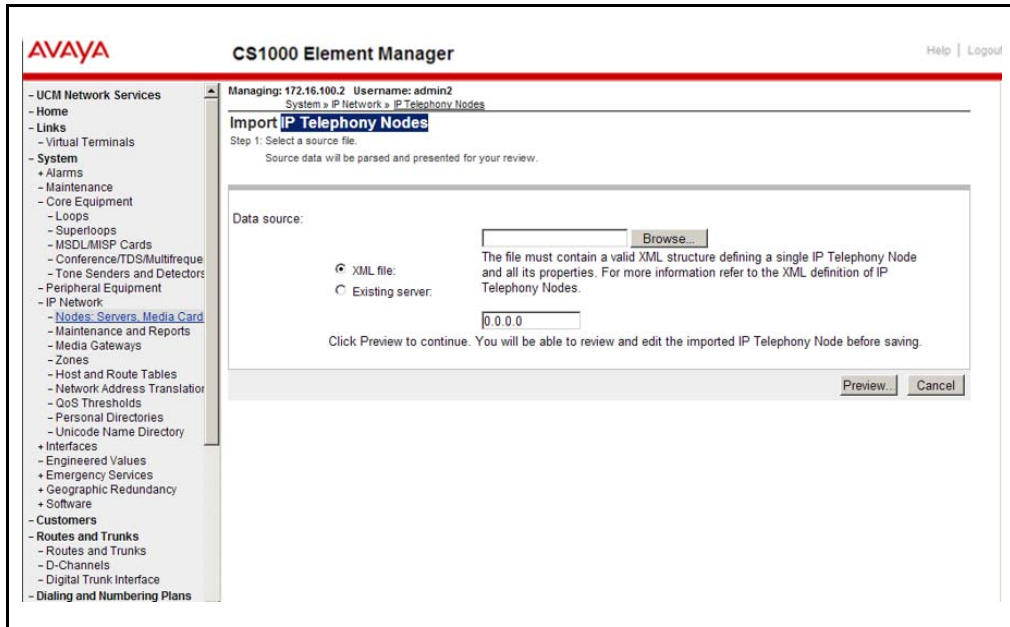 AVAYA
CS1000 Element Manager
Help | Logout
- UCM Network Services
- Home
- Links
- Virtual Terminals
- System
+ Alarms
- Maintenance
- Core Equipment
- Loops
- Superloops
- MSDL/MISP Cards
- Conference/TDS/Multifreque
- Tone Senders and Detectors
- Peripheral Equipment
- IP Network
- Nodes: Servers, Media Card
- Maintenance and Reports
- Media Gateways
- Zones
- Host and Route Tables
- Network Address Translation
- QoS Thresholds
- Personal Directories
- Unicode Name Directory
+ Interfaces
- Engineered Values
+ Emergency Services
+ Geographic Redundancy
+ Software
- Customers
- Routes and Trunks
- Routes and Trunks
- D-Channels
- Digital Trunk Interface
- Dialing and Numbering Plans
Managing: 172.16.100.2 Username: admin2
System » IP Network » IP Telephony Nodes
Import IP Telephony Nodes
Step 1: Select a source file.
Source data will be parsed and presented for your review.
Data source:
Browse...
XML file:
Existing server:
The file must contain a valid XML structure defining a single IP Telephony Node
and all its properties. For more information refer to the XML definition of IP
Telephony Nodes.
0.0.0.0
Click Preview to continue. You will be able to review and edit the imported IP Telephony Node before saving.
Preview... Cancel